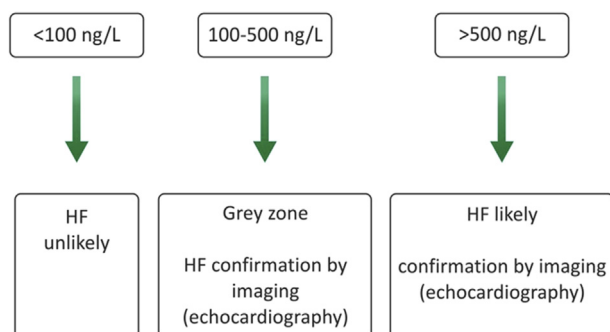 <100 ng/L
100-500 ng/L
>500 ng/L
HF
unlikely
Grey zone
HF confirmation by
imaging
(echocardiography)
HF likely
confirmation by imaging
(echocardiography)